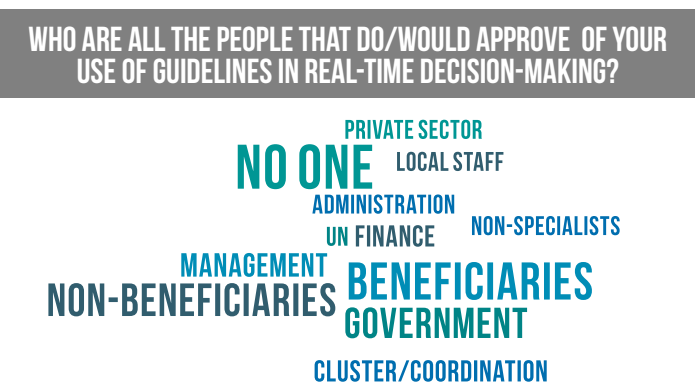 WHO ARE ALL THE PEOPLE THAT DO/WOULD APPROVE OF YOUR
USE OF GUIDELINES IN REAL-TIME DECISION-MAKING?
PRIVATE SECTOR
NO ONE
LOCAL STAFF
ADMINISTRATION
NON-SPECIALISTS
UN FINANCE
MANAGEMENT
BENEFICIARIES
NON-BENEFICIARIES
GOVERNMENT
CLUSTER/COORDINATION